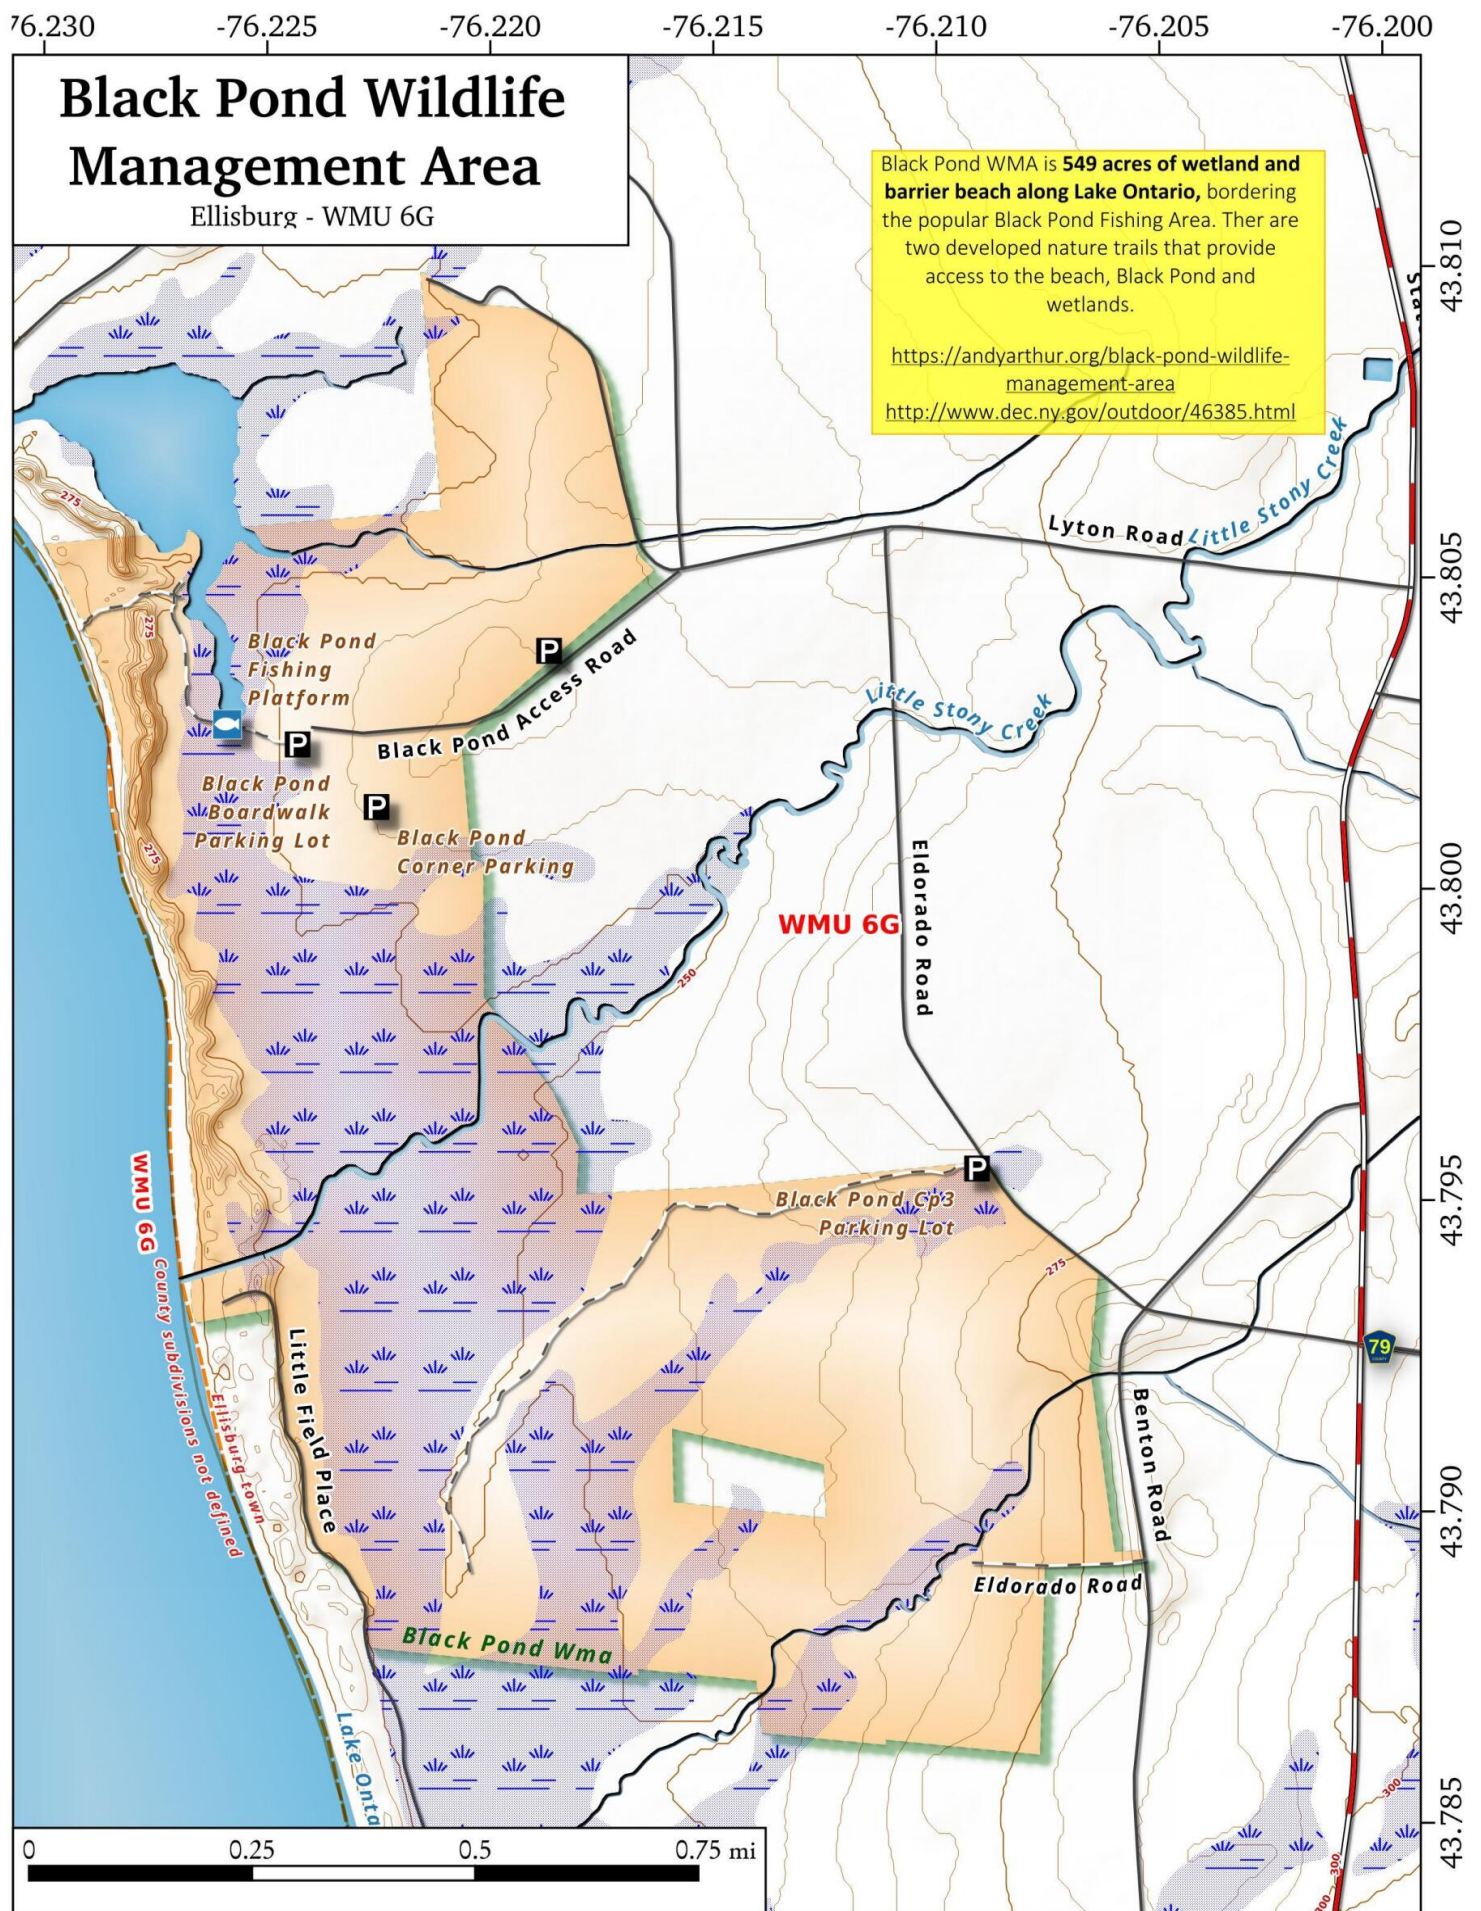 76.230
-76.225
-76.220
-76.215
-76.210
-76.205
-76.200
Black Pond Wildlife
Management Area
Ellisburg - WMU 6G
Black Pond WMA is 549 acres of wetland and
barrier beach along Lake Ontario, bordering
the popular Black Pond Fishing Area. Ther are
two developed nature trails that provide
access to the beach, Black Pond and
wetlands.
https://andyarthur.org/black-pond-wildlife-
management-area
http://www.dec.ny.gov/outdoor/46385.html
43.810
Stat
275
Little Stony Creek
Lyton Road
43.805
275
Black Pond
Fishing
Platform
P
Black Pond Access Road
Little Stony Creek
P
Black Pond
Boardwalk
Parking Lot
P
Black Pond
Corner Parking
275
Eldorado Road
43.800
WMU 6G
250
P
Black Pond Cp3
Parking Lot
43.795
WMU 6G
County subdivisions not defined
Ellisburg town
275
Little Field Place
79
COUNTY
Benton Road
43.790
Eldorado Road
Black Pond Wma
Lake Onta
300
43.785
300
300
0
0.25
0.5
0.75 mi